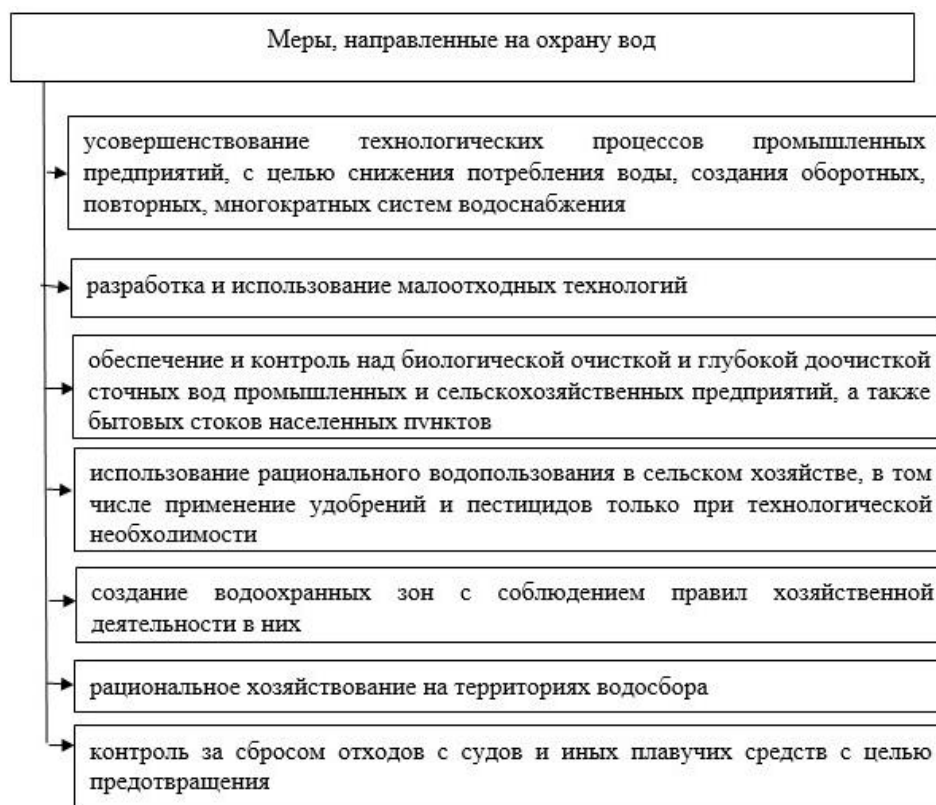 Меры, направленные на охрану вод
усовершенствование технологических процессов промышленных
предприятий, с целью снижения потребления воды, создания оборотных,
повторных, многократных систем водоснабжения
разработка и использование малоотходных технологий
обеспечение и контроль над биологической очисткой и глубокой доочисткой
сточных вод промышленных и сельскохозяйственных предприятий, а также
бытовых стоков населенных пунктов
использование рационального водопользования в сельском хозяйстве, в том
числе применение удобрений и пестицидов только при технологической
необходимости
создание водоохранных зон с соблюдением правил хозяйственной
деятельности в них
рациональное хозяйствование на территориях водосбора
контроль за сбросом отходов с судов и иных плавучих средств с целью
предотвращения